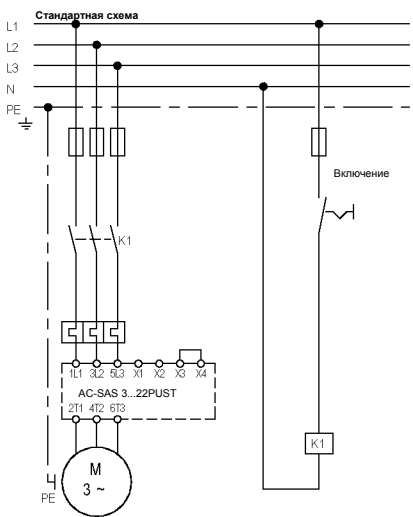 Стандартная схема
L1
L2
L3
N
PE
Включение
K1
1L1 3L2 5L3 X1 X2 X3 X4
AC-SAS 3...22PUST
2T1 4T2 6T3
K1
M
3 ~
PE